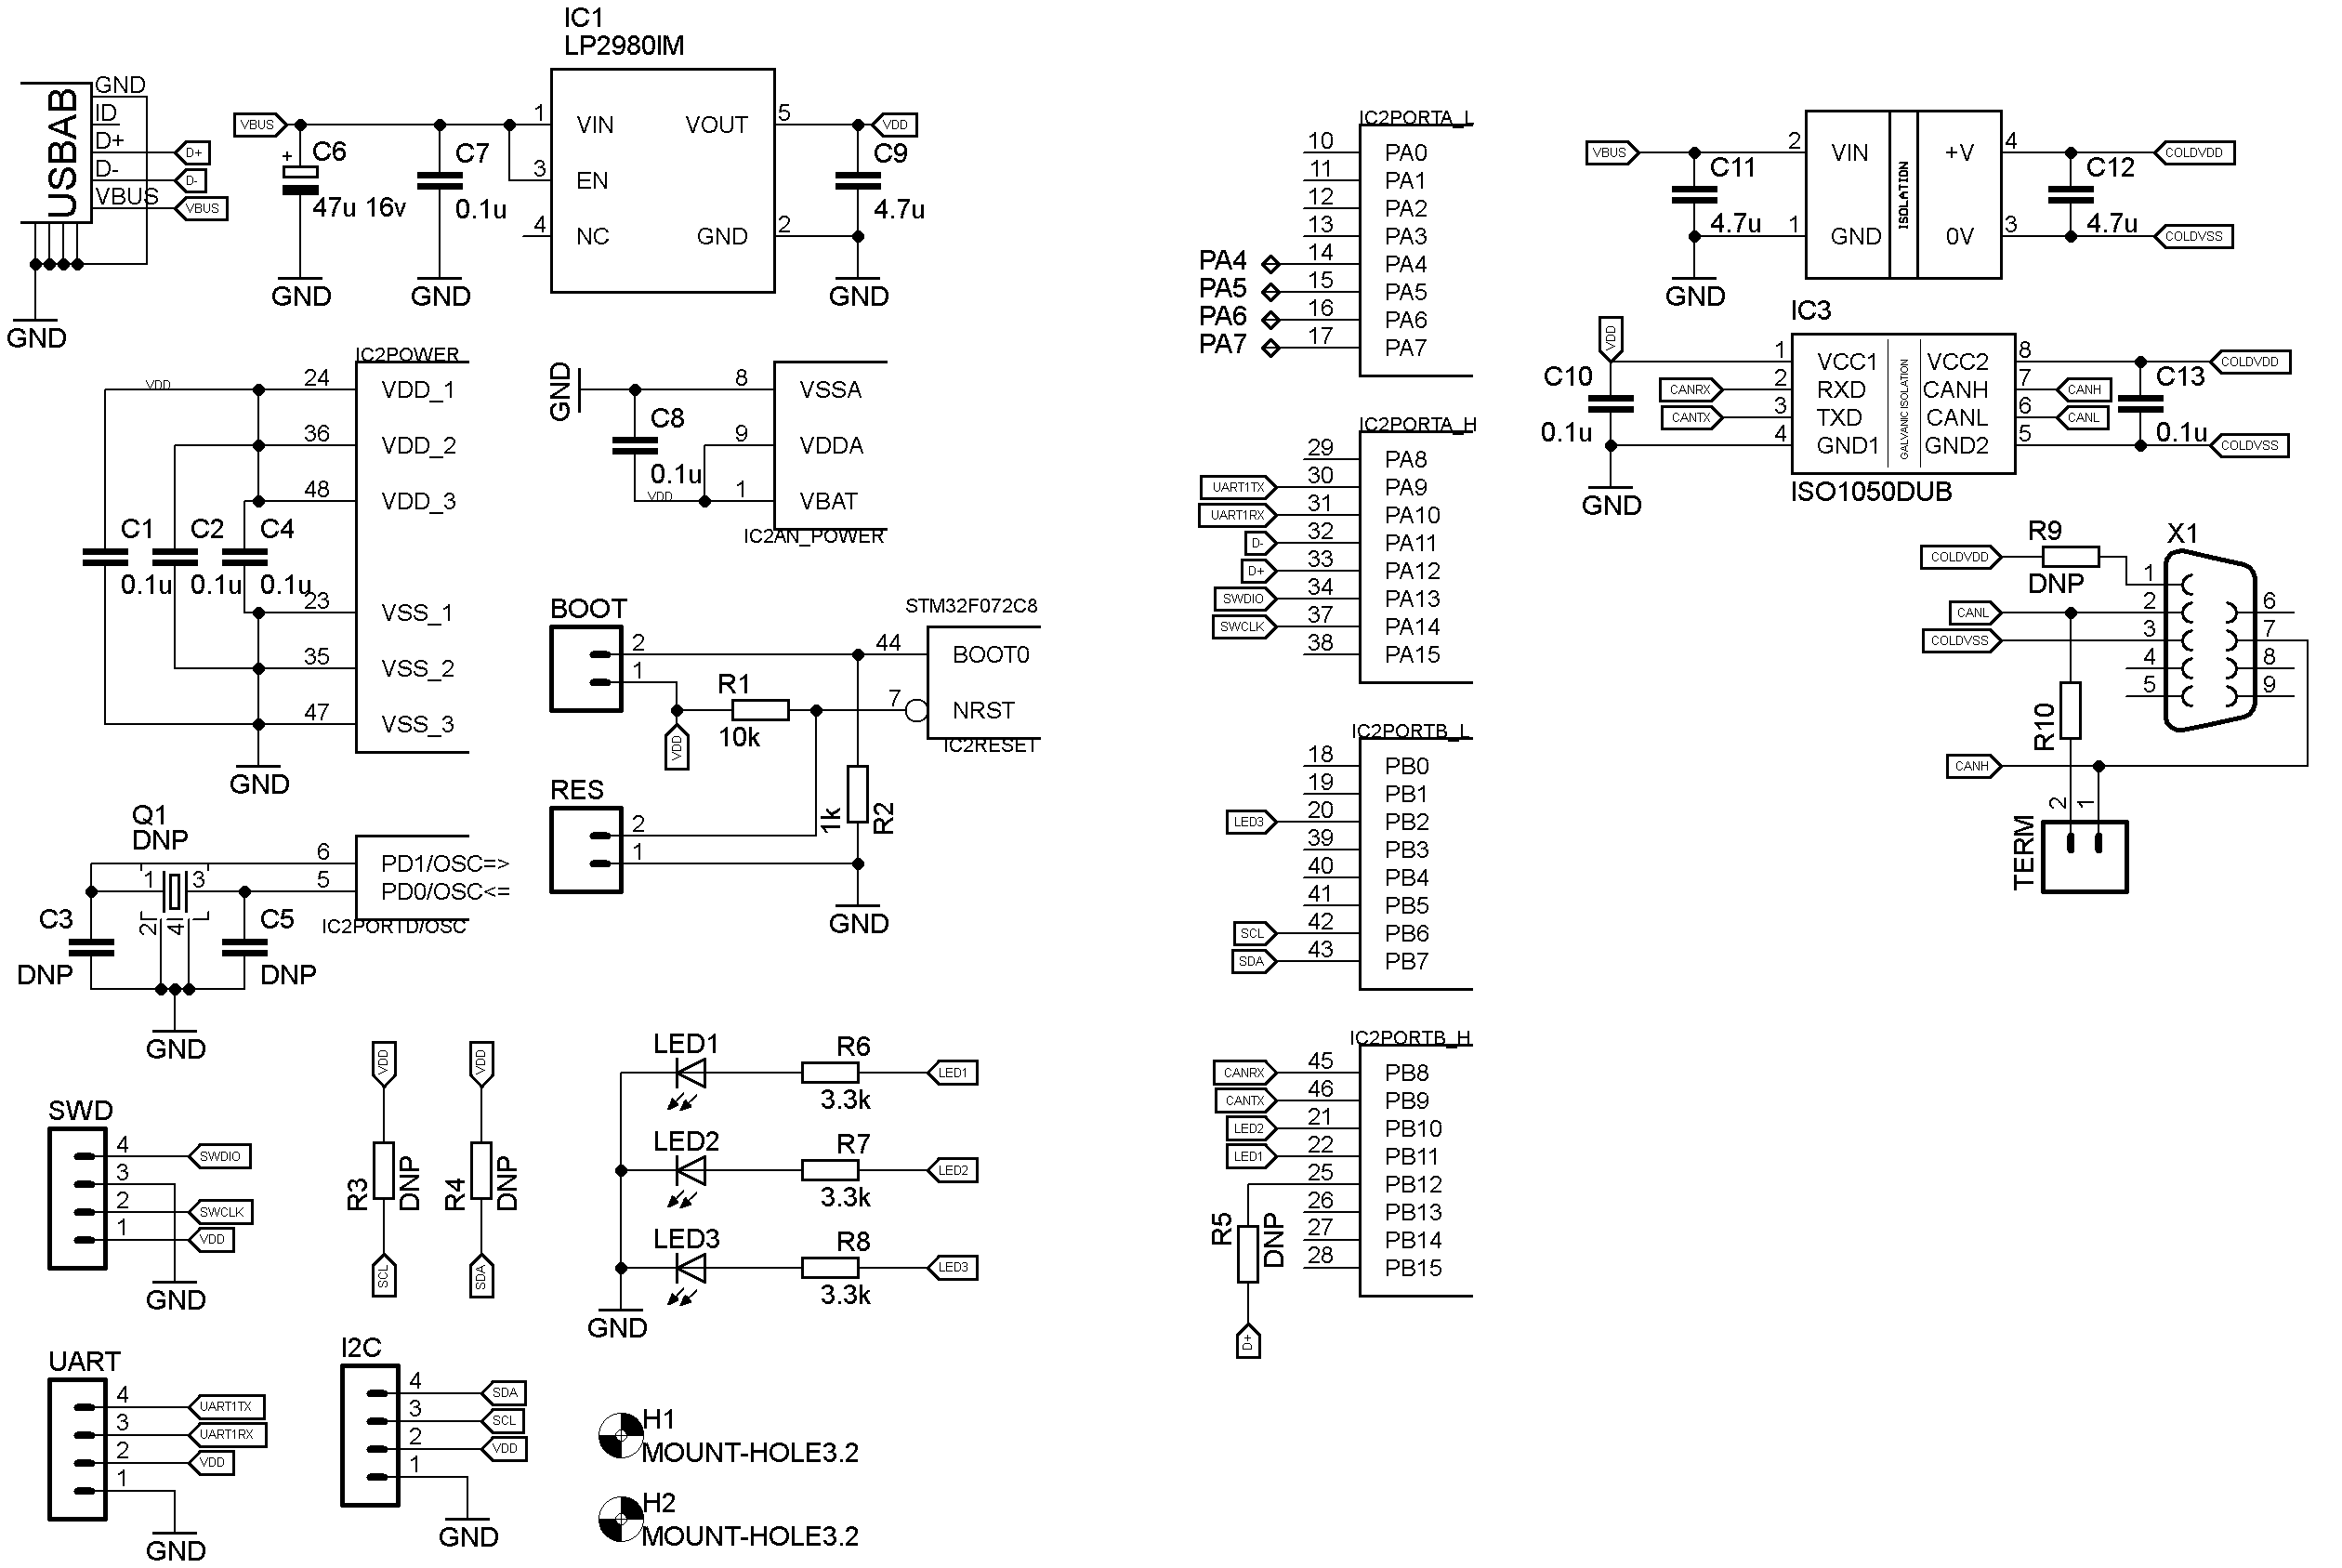 IC1
LP2980IM
USBAB
GND
ID
D+
D-
VBUS
D+
D-
VBUS
GND
VBUS
+
C6
47u 16v
GND
C7
0.1u
GND
1 VIN
3 EN
4 NC
VOUT 5
GND 2
VDD
C9
4.7u
GND
IC2POWER
VDD
24 VDD_1
36 VDD_2
48 VDD_3
C1
0.1u
C2
0.1u
C4
0.1u
23 VSS_1
35 VSS_2
47 VSS_3
GND
GND
C8
0.1u
VDD
8 VSSA
9 VDDA
1 VBAT
IC2AN_POWER
BOOT
2
1
STM32F072C8
44 BOOT0
7 NRST
IC2RESET
R1
10k
VDD
RES
2
1
1k
R2
GND
Q1
DNP
1 3
2 4
6 PD1/OSC=>
5 PD0/OSC<=
IC2PORTD/OSC
C3
DNP
C5
DNP
GND
SWD
4 SWDIO
3
2 SWCLK
1 VDD
GND
VDD
R3
DNP
SCL
VDD
R4
DNP
SDA
LED1
R6
3.3k
LED1
LED2
R7
3.3k
LED2
LED3
R8
3.3k
LED3
GND
UART
4 UART1TX
3 UART1RX
2 VDD
1
GND
I2C
4 SDA
3 SCL
2 VDD
1
GND
H1
MOUNT-HOLE3.2
H2
MOUNT-HOLE3.2
IC2PORTA_L
10 PA0
11 PA1
12 PA2
13 PA3
PA4 14 PA4
PA5 15 PA5
PA6 16 PA6
PA7 17 PA7
IC2PORTA_H
29 PA8
UART1TX 30 PA9
UART1RX 31 PA10
D- 32 PA11
D+ 33 PA12
SWDIO 34 PA13
SWCLK 37 PA14
38 PA15
IC2PORTB_L
18 PB0
19 PB1
LED3 20 PB2
39 PB3
40 PB4
41 PB5
SCL 42 PB6
SDA 43 PB7
IC2PORTB_H
CANRX 45 PB8
CANTX 46 PB9
LED2 21 PB10
LED1 22 PB11
25 PB12
26 PB13
27 PB14
28 PB15
R5
DNP
D+
VBUS
C11
4.7u
GND
2 VIN
1 GND
ISOLATION
+V 4
0V 3
C12
4.7u
COLDVDD
COLDVSS
IC3
VDD
C10
0.1u
GND
CANRX
CANTX
1 VCC1
2 RXD
3 TXD
4 GND1
GALVANIC ISOLATION
VCC2 8
CANH 7
CANL 6
GND2 5
ISO1050DUB
CANH
CANL
C13
0.1u
COLDVDD
COLDVSS
X1
COLDVDD
R9
DNP
CANL
COLDVSS
1
2
3
4
5
6
7
8
9
R10
CANH
2 1
TERM